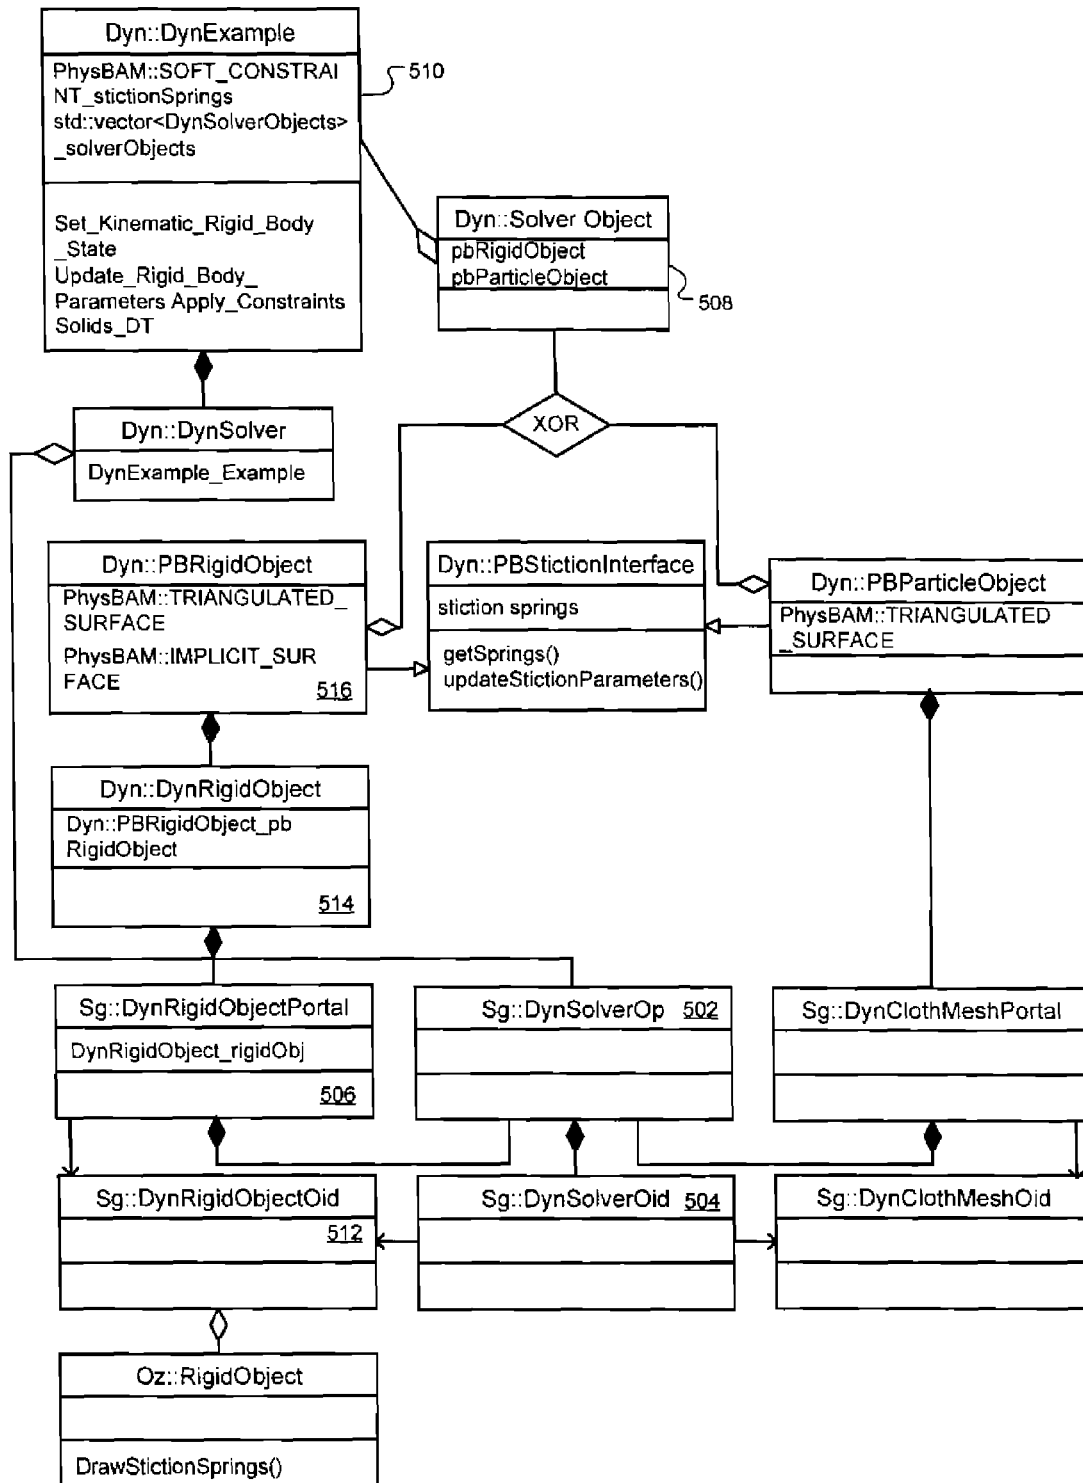 Dyn::DynExample
PhysBAM::SOFT_CONSTRAI
NT_stictionSprings
std::vector<DynSolverObjects>
_solverObjects
510
Set_Kinematic_Rigid_Body
_State
Update_Rigid_Body_
Parameters Apply_Constraints
Solids_DT
Dyn::Solver Object
pbRigidObject
pbParticleObject
508
XOR
Dyn::DynSolver
DynExample_Example
Dyn::PBRigidObject
PhysBAM::TRIANGULATED_
SURFACE
PhysBAM::IMPLICIT_SUR
FACE
516
Dyn::PBStictionInterface
stiction springs
getSprings()
updateStictionParameters()
Dyn::PBParticleObject
PhysBAM::TRIANGULATED
_SURFACE
Dyn::DynRigidObject
Dyn::PBRigidObject_pb
RigidObject
514
Sg::DynRigidObjectPortal
DynRigidObject_rigidObj
506
Sg::DynSolverOp 502
Sg::DynClothMeshPortal
Sg::DynRigidObjectOid
512
Sg::DynSolverOid 504
Sg::DynClothMeshOid
Oz::RigidObject
DrawStictionSprings()